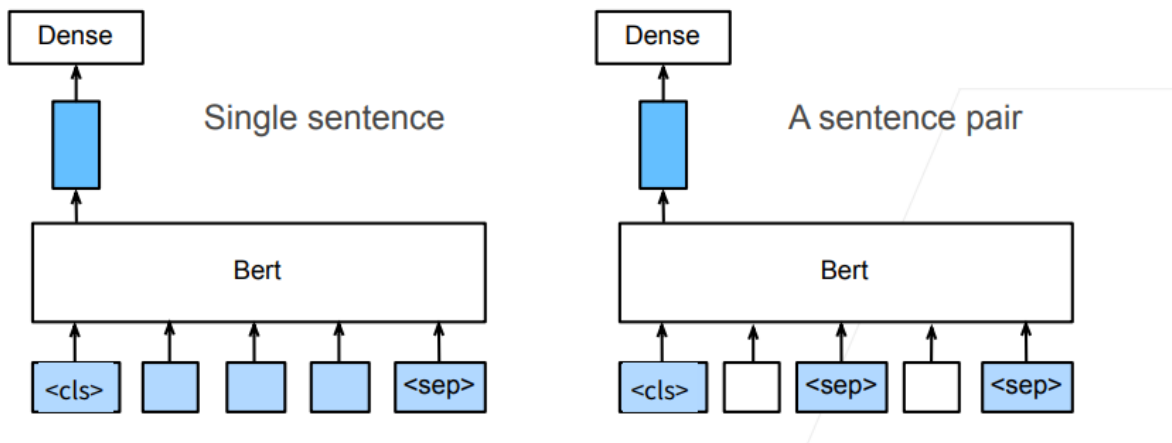 Dense
Single sentence
Bert
<cls>
<sep>
Dense
A sentence pair
Bert
<cls>
<sep>
<sep>